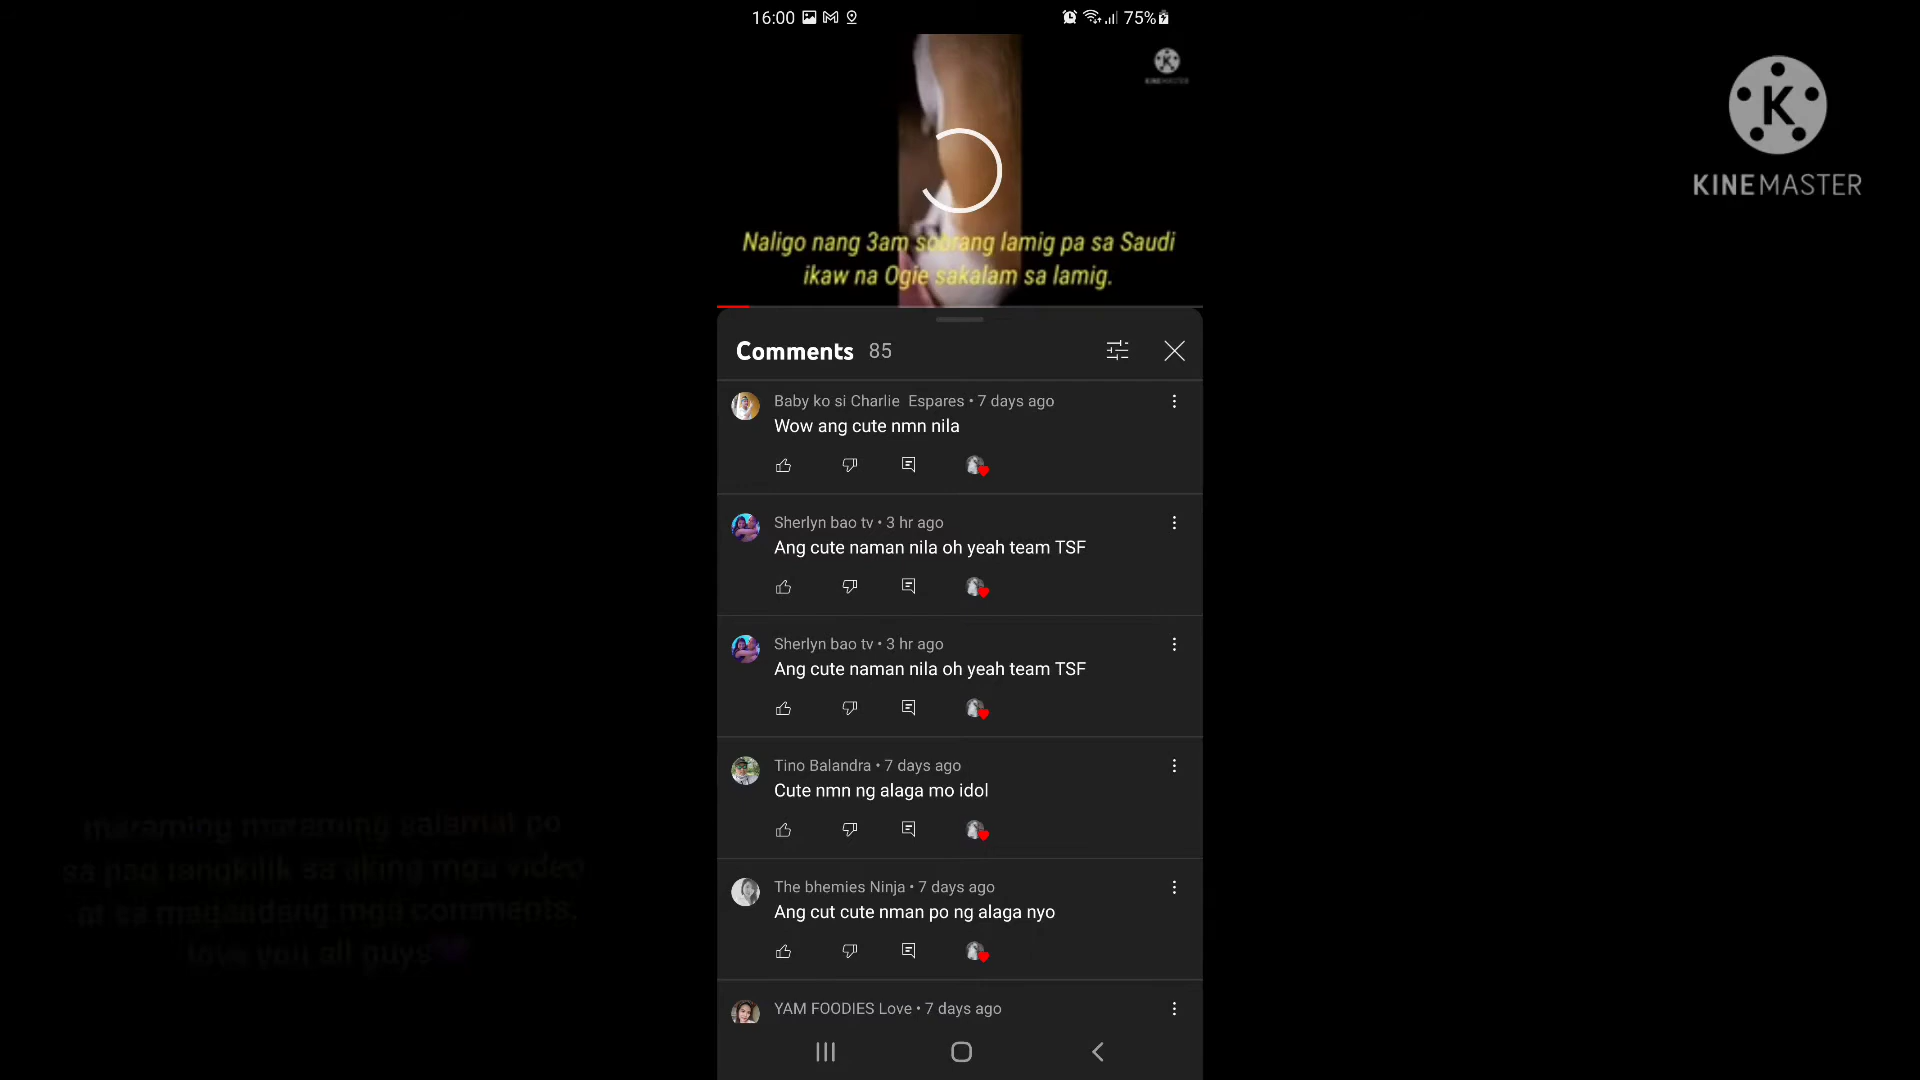 16:00
75%
KINEMASTER
KINEMASTER
Naligo nang 3am sobrang lamig pa sa Saudi
ikaw na Ogie sakalam sa lamig.
Comments 85
Baby ko si Charlie Espares • 7 days ago
Wow ang cute nmn nila
Sherlyn bao tv • 3 hr ago
Ang cute naman nila oh yeah team TSF
Sherlyn bao tv • 3 hr ago
Ang cute naman nila oh yeah team TSF
Tino Balandra • 7 days ago
Cute nmn ng alaga mo idol
The bhemies Ninja • 7 days ago
Ang cut cute nman po ng alaga nyo
YAM FOODIES Love • 7 days ago
maraming maraming salamat po
sa pag tangkilik sa aking mga video
at sa magandang mga comments.
love you all guys